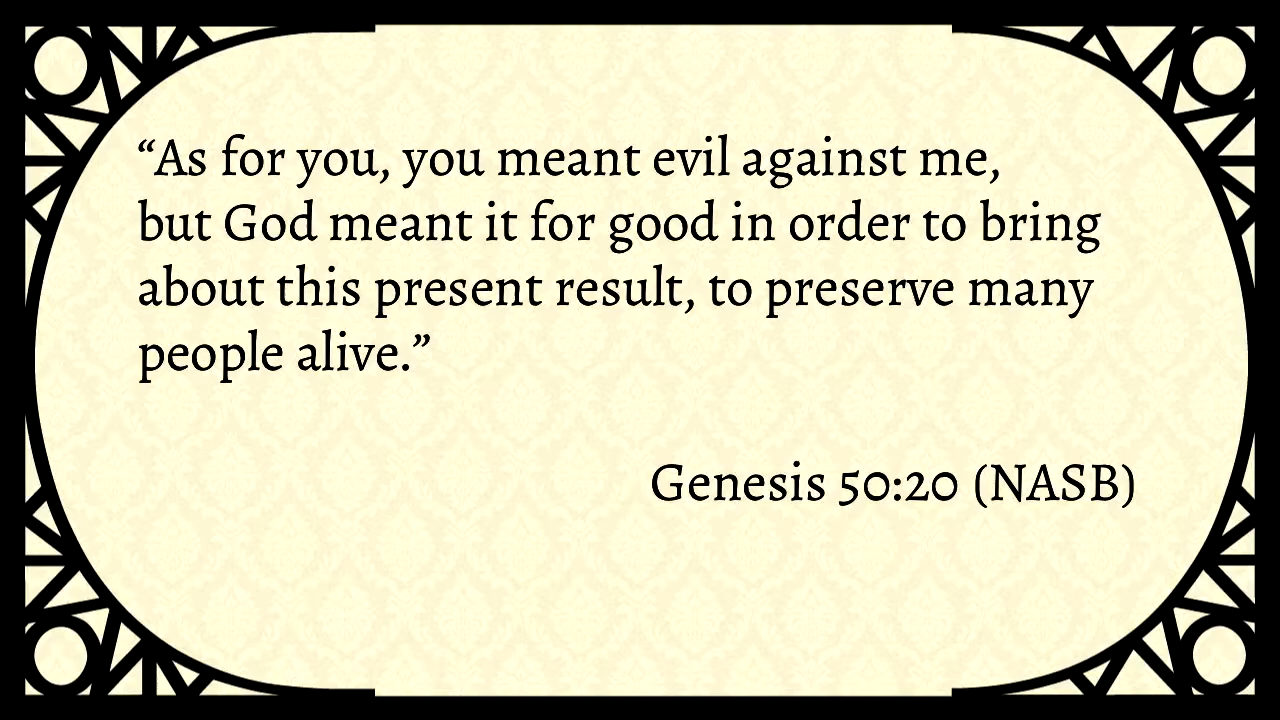 “As for you, you meant evil against me,
but God meant it for good in order to bring
about this present result, to preserve many
people alive.”
Genesis 50:20 (NASB)